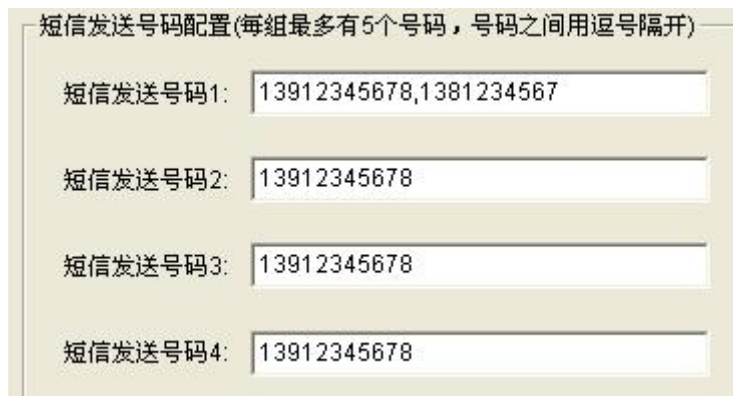 短信发送号码配置(每组最多有5个号码，号码之间用逗号隔开)
短信发送号码1: 13912345678,1381234567
短信发送号码2: 13912345678
短信发送号码3: 13912345678
短信发送号码4: 13912345678